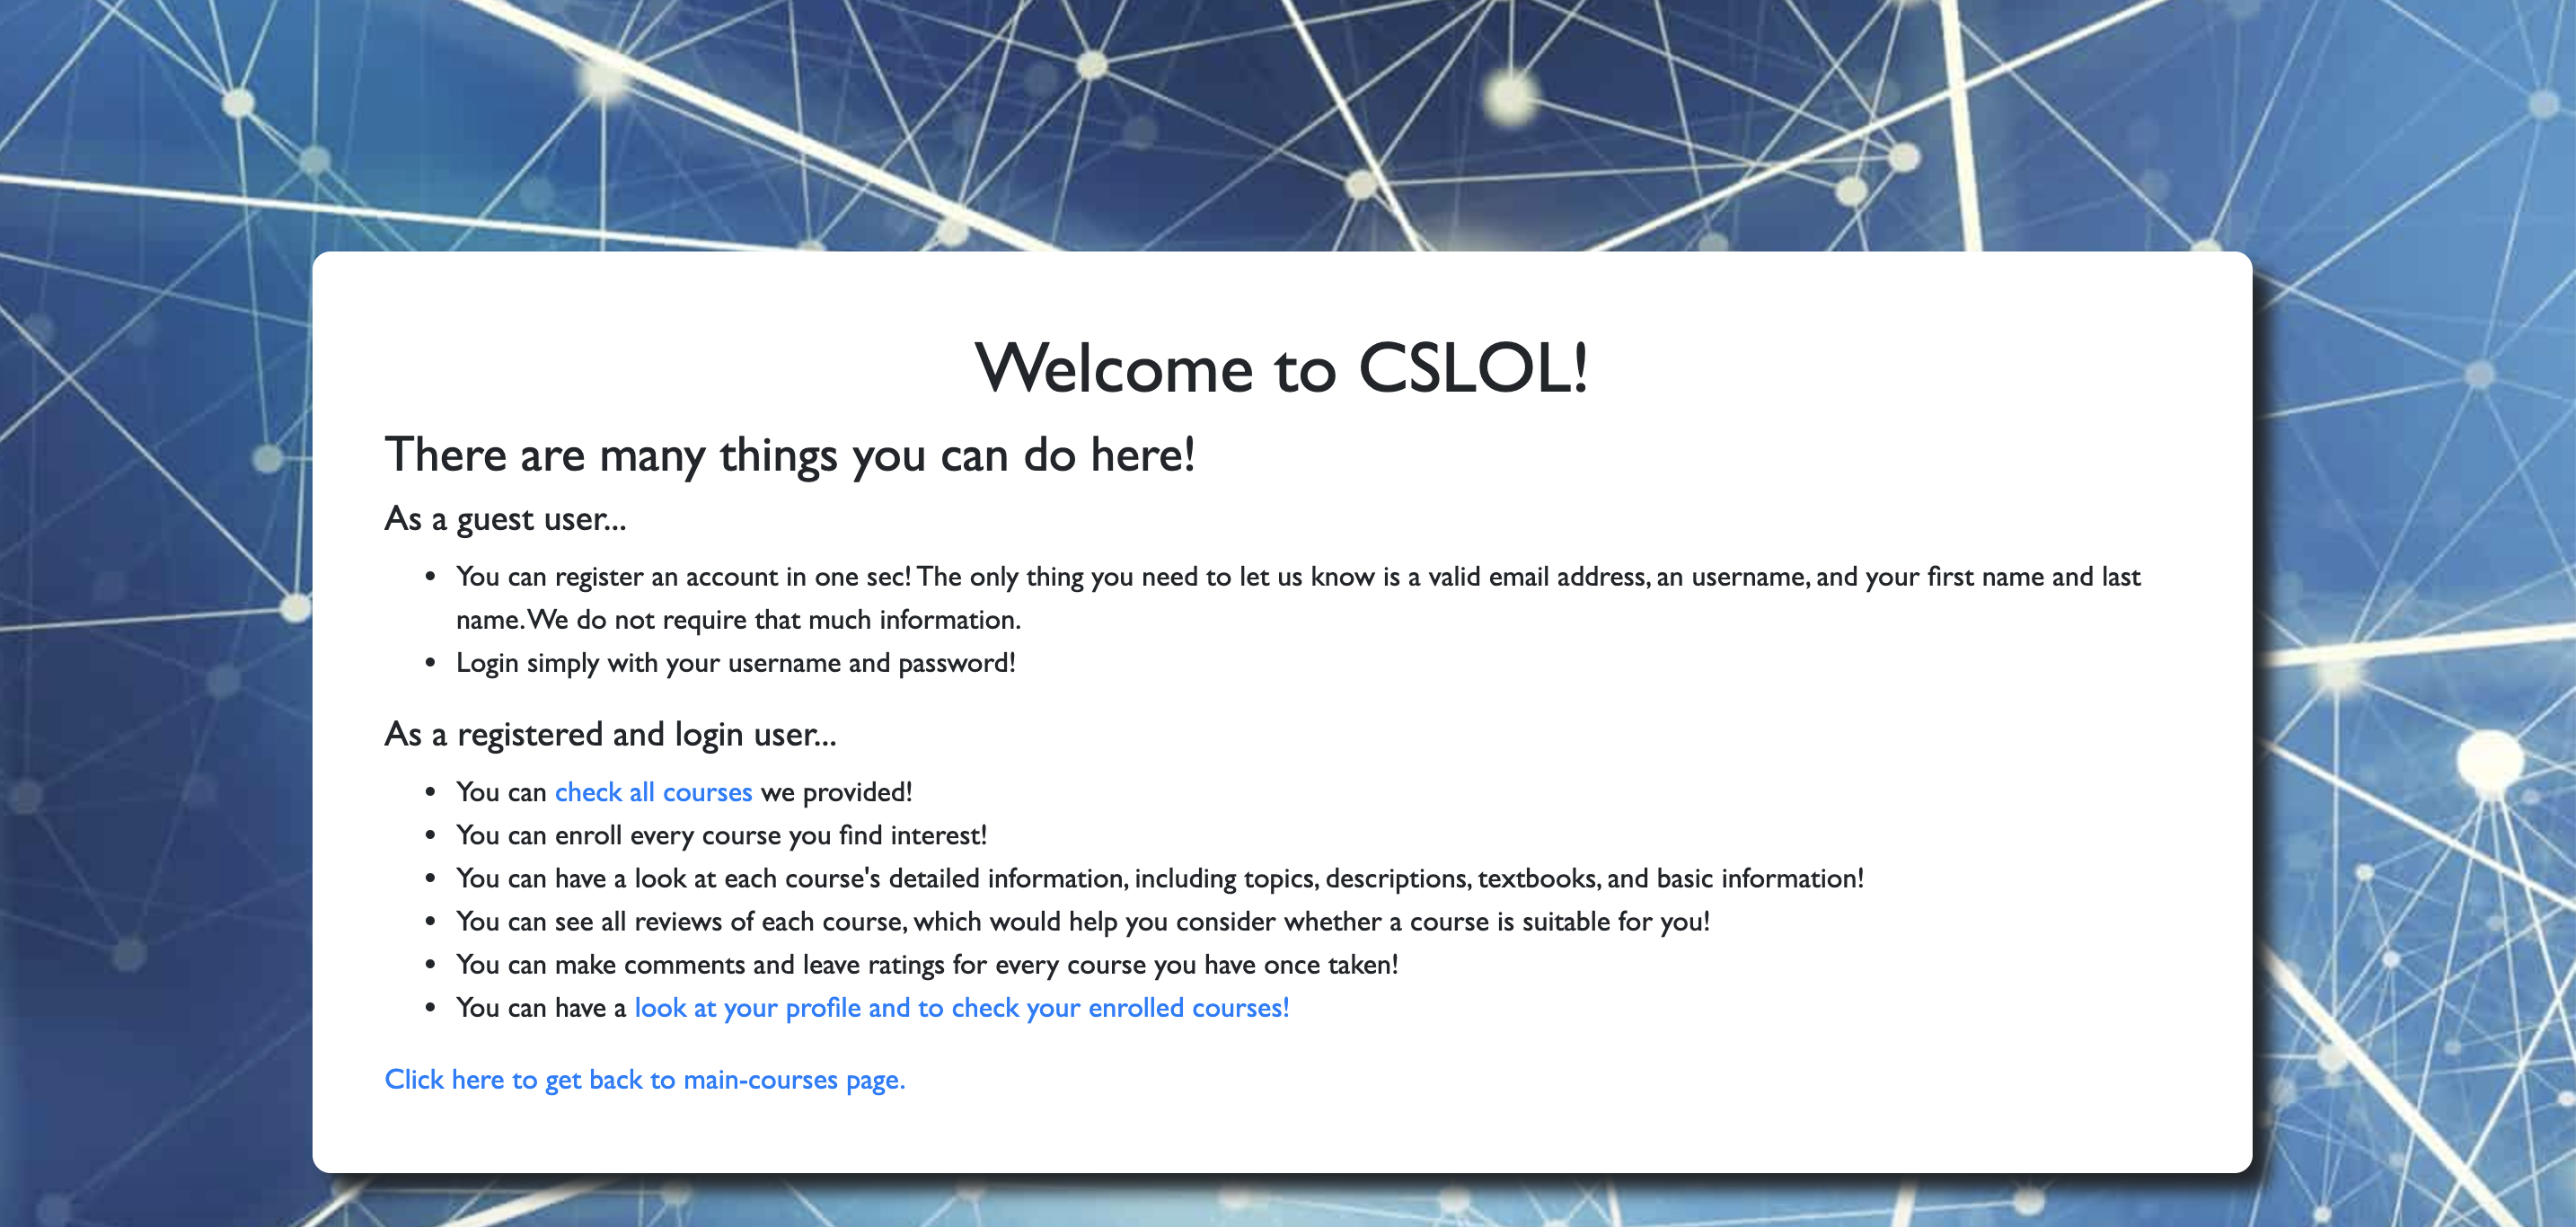 Welcome to CSLOL!
There are many things you can do here!
As a guest user...
• You can register an account in one sec! The only thing you need to let us know is a valid email address, an username, and your first name and last
name. We do not require that much information.
• Login simply with your username and password!
As a registered and login user...
• You can check all courses we provided!
• You can enroll every course you find interest!
• You can have a look at each course's detailed information, including topics, descriptions, textbooks, and basic information!
• You can see all reviews of each course, which would help you consider whether a course is suitable for you!
• You can make comments and leave ratings for every course you have once taken!
• You can have a look at your profile and to check your enrolled courses!
Click here to get back to main-courses page.